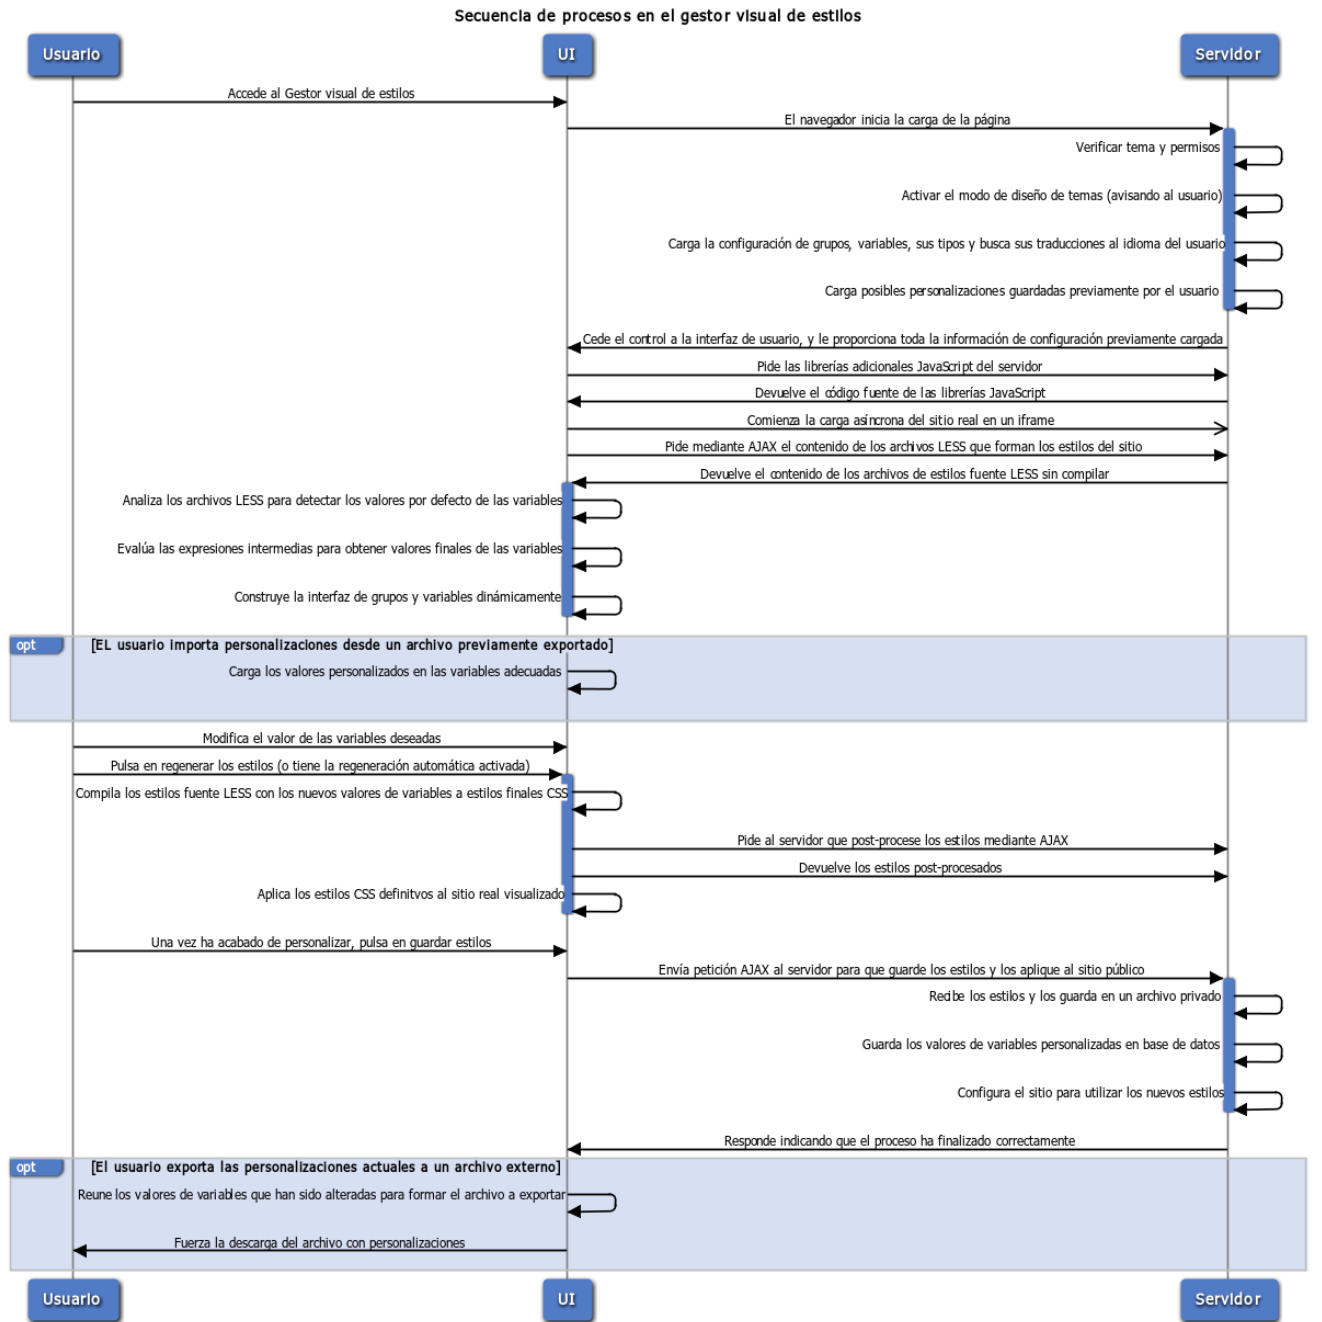 Secuencia de procesos en el gestor visual de estilos
Usuario
UI
Servidor
Accede al Gestor visual de estilos
El navegador inicia la carga de la página
Verificar tema y permisos
Activar el modo de diseño de temas (avisando al usuario)
Carga la configuración de grupos, variables, sus tipos y busca sus traducciones al idioma del usuario
Carga posibles personalizaciones guardadas previamente por el usuario
Cede el control a la interfaz de usuario, y le proporciona toda la información de configuración previamente cargada
Pide las librerías adicionales JavaScript del servidor
Devuelve el código fuente de las librerías JavaScript
Comienza la carga asíncrona del sitio real en un iframe
Pide mediante AJAX el contenido de los archivos LESS que forman los estilos del sitio
Devuelve el contenido de los archivos de estilos fuente LESS sin compilar
Analiza los archivos LESS para detectar los valores por defecto de las variables
Evalúa las expresiones intermedias para obtener valores finales de las variables
Construye la interfaz de grupos y variables dinámicamente
opt [EL usuario importa personalizaciones desde un archivo previamente exportado]
Carga los valores personalizados en las variables adecuadas
Modifica el valor de las variables deseadas
Pulsa en regenerar los estilos (o tiene la regeneración automática activada)
Compila los estilos fuente LESS con los nuevos valores de variables a estilos finales CSS
Pide al servidor que post-procese los estilos mediante AJAX
Devuelve los estilos post-procesados
Aplica los estilos CSS definitvos al sitio real visualizado
Una vez ha acabado de personalizar, pulsa en guardar estilos
Envía petición AJAX al servidor para que guarde los estilos y los aplique al sitio público
Recibe los estilos y los guarda en un archivo privado
Guarda los valores de variables personalizadas en base de datos
Configura el sitio para utilizar los nuevos estilos
Responde indicando que el proceso ha finalizado correctamente
opt [El usuario exporta las personalizaciones actuales a un archivo externo]
Reune los valores de variables que han sido alteradas para formar el archivo a exportar
Fuerza la descarga del archivo con personalizaciones
Usuario
UI
Servidor